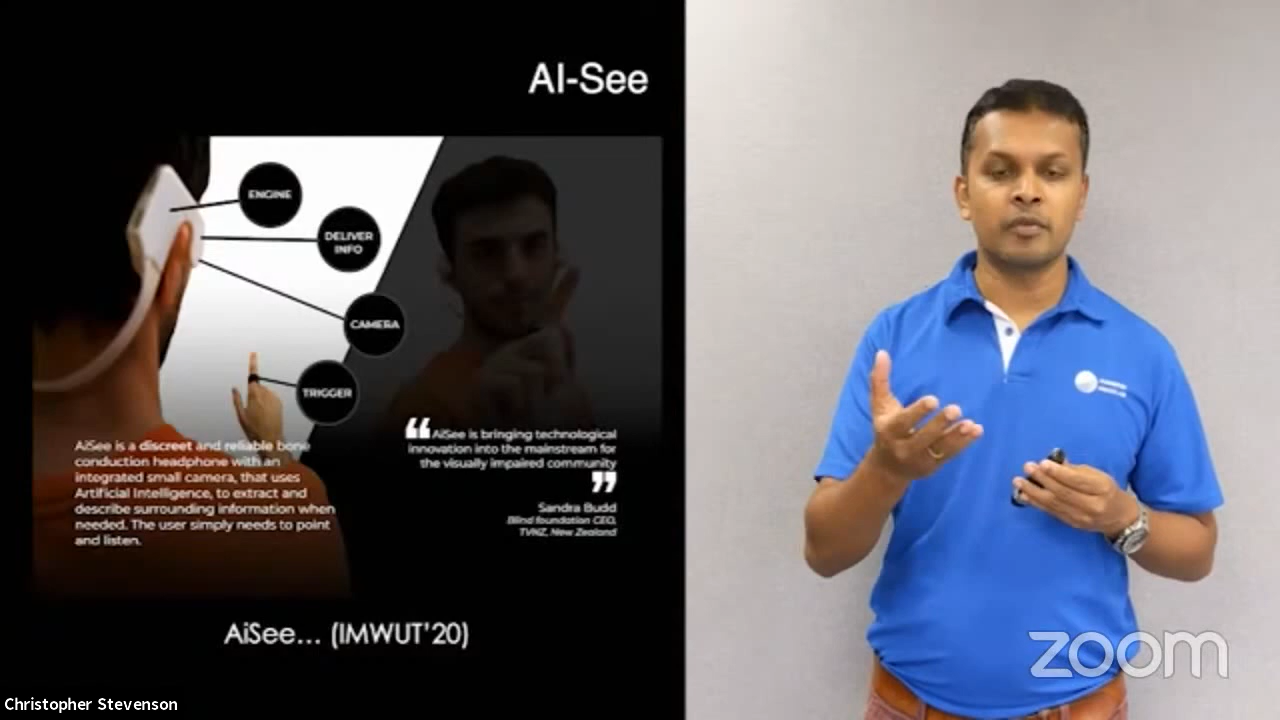 AI-See
ENGINE
DELIVER
INFO
CAMERA
TRIGGER
AiSee is a discreet and reliable bone
conduction headphone with an
integrated small camera, that uses
Artificial Intelligence, to extract and
describe surrounding information when
needed. The user simply needs to point
and listen.
“AiSee is bringing technological
innovation into the mainstream for
the visually impaired community
”
Sandra Budd
Blind foundation CEO,
TVNZ, New Zealand
AiSee... (IMWUT'20)
zoom
Christopher Stevenson